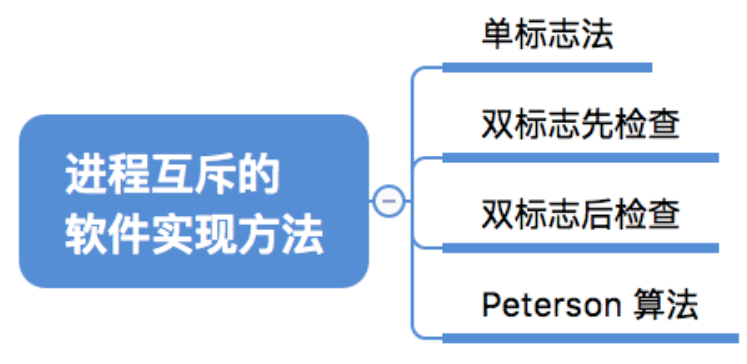 进程互斥的
软件实现方法
单标志法
双标志先检查
双标志后检查
Peterson 算法